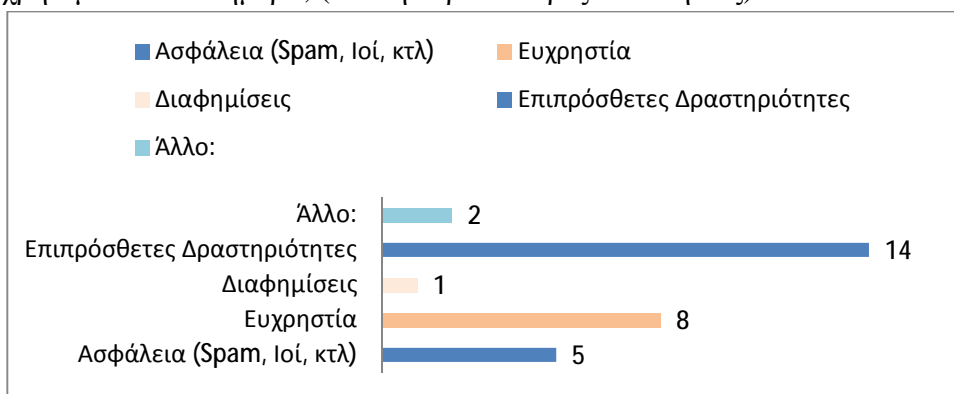 Ασφάλεια (Spam, Ιοί, κτλ) Ευχρηστία
Διαφημίσεις Επιπρόσθετες Δραστηριότητες
Άλλο:
Άλλο: 2
Επιπρόσθετες Δραστηριότητες 14
Διαφημίσεις 1
Ευχρηστία 8
Ασφάλεια (Spam, Ιοί, κτλ) 5